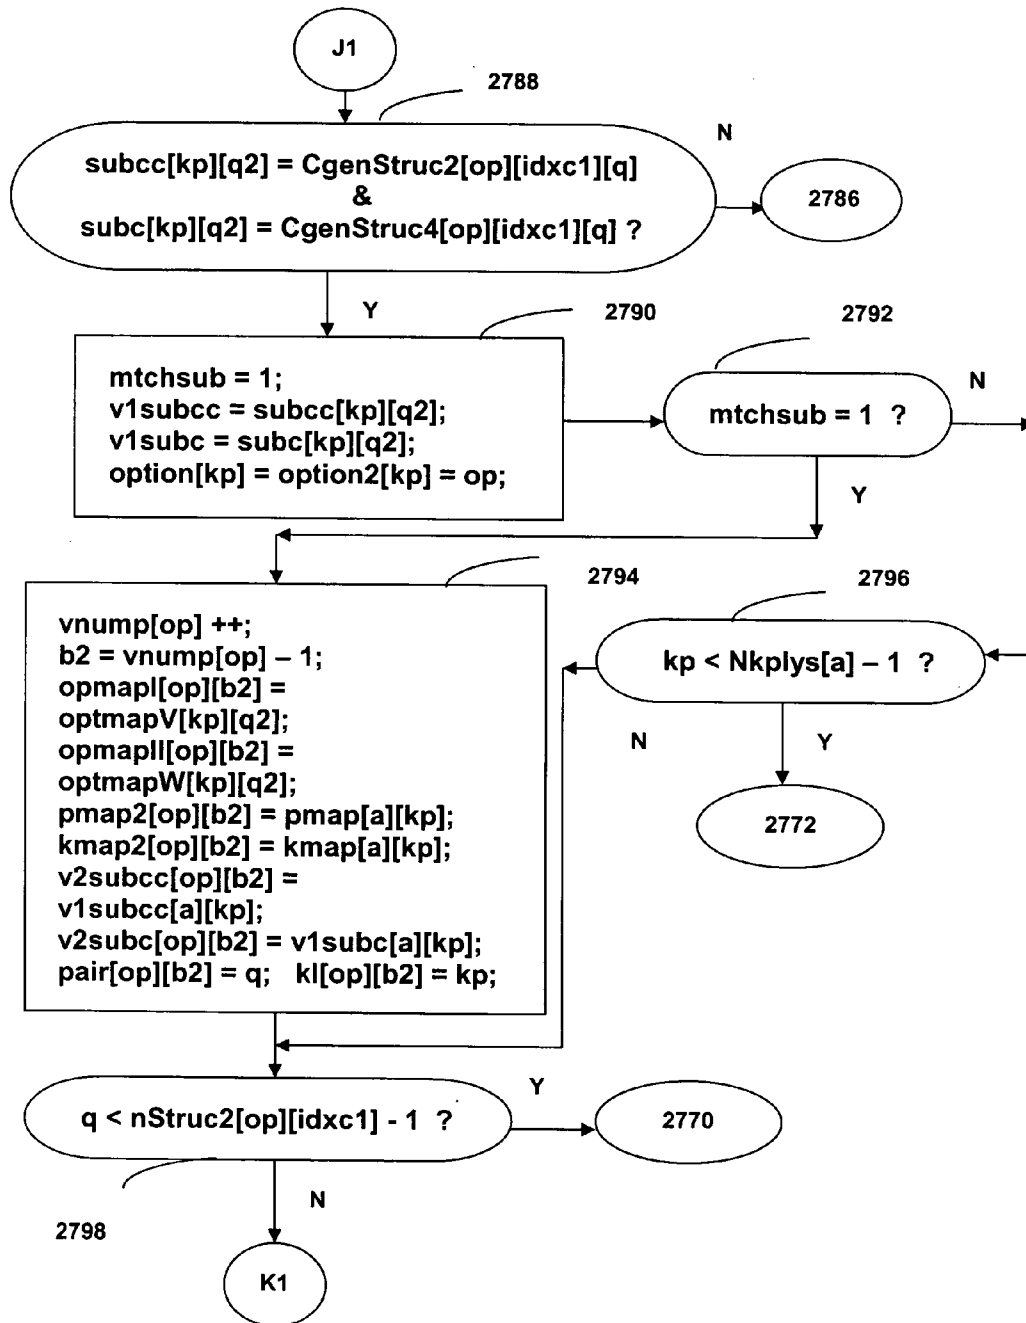 J1
2788
N
subcc[kp][q2] = CgenStruc2[op][idxc1][q]
&
subc[kp][q2] = CgenStruc4[op][idxc1][q] ?
2786
Y
2790
2792
mtchsub = 1;
v1subcc = subcc[kp][q2];
v1subc = subc[kp][q2];
option[kp] = option2[kp] = op;
mtchsub = 1 ?
N
Y
2794
2796
vnump[op] ++;
b2 = vnump[op] – 1;
opmapI[op][b2] =
optmapV[kp][q2];
opmapII[op][b2] =
optmapW[kp][q2];
pmap2[op][b2] = pmap[a][kp];
kmap2[op][b2] = kmap[a][kp];
v2subcc[op][b2] =
v1subcc[a][kp];
v2subc[op][b2] = v1subc[a][kp];
pair[op][b2] = q; kl[op][b2] = kp;
kp < Nkplys[a] – 1 ?
N
Y
2772
q < nStruc2[op][idxc1] - 1 ?
Y
2770
2798
N
K1